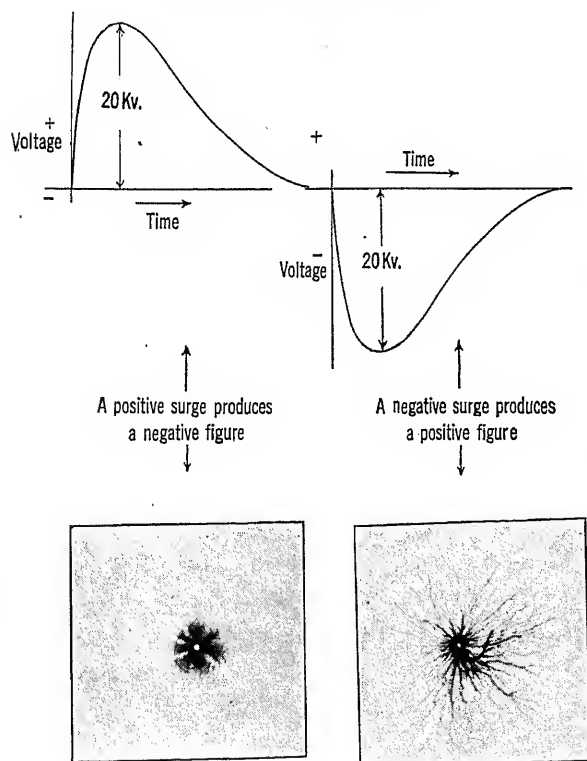 20 Kv.
+
Voltage
−
Time
+
Time
−
Voltage
20 Kv.
A positive surge produces
a negative figure
A negative surge produces
a positive figure